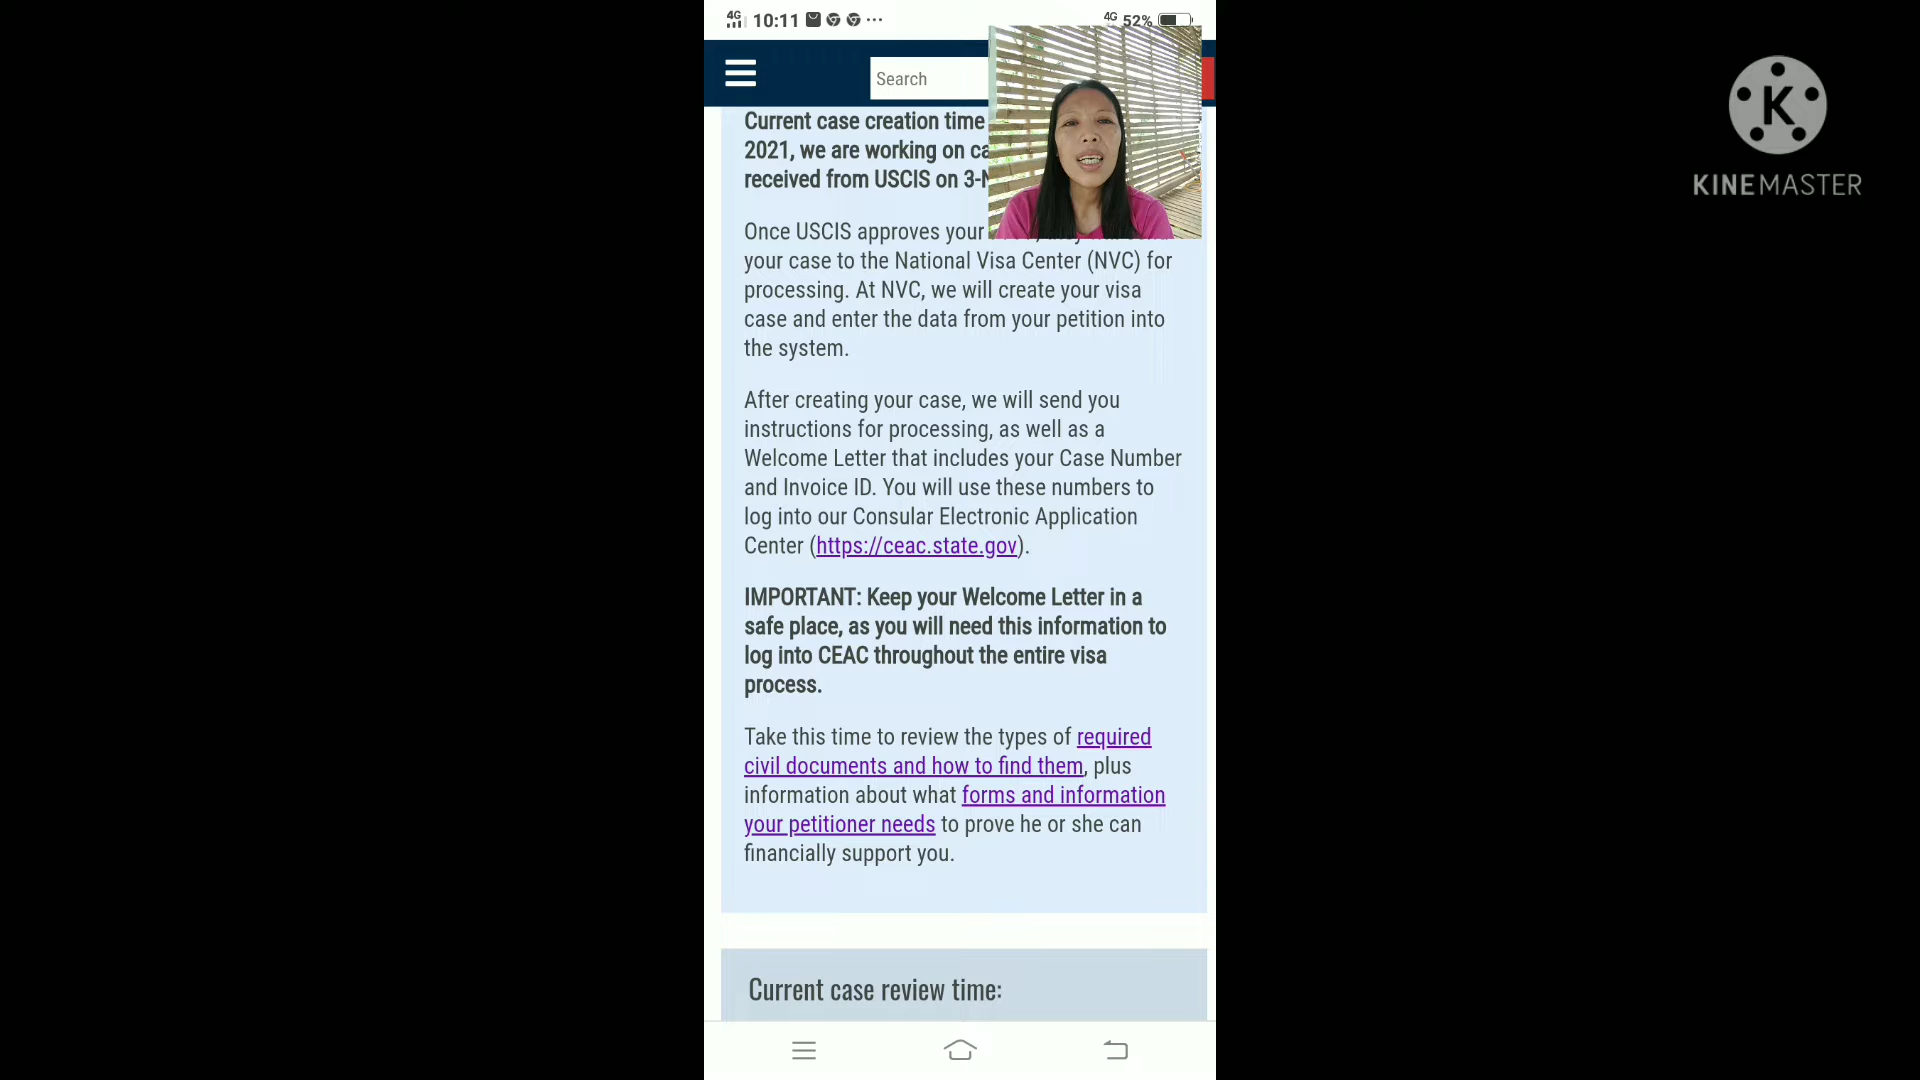 4G 10:11
4G 52%
Search
Current case creation time
2021, we are working on
received from USCIS on
Once USCIS approves your
your case to the National Visa Center (NVC) for
processing. At NVC, we will create your visa
case and enter the data from your petition into
the system.
After creating your case, we will send you
instructions for processing, as well as a
Welcome Letter that includes your Case Number
and Invoice ID. You will use these numbers to
log into our Consular Electronic Application
Center (https://ceac.state.gov).
IMPORTANT: Keep your Welcome Letter in a
safe place, as you will need this information to
log into CEAC throughout the entire visa
process.
Take this time to review the types of required
civil documents and how to find them, plus
information about what forms and information
your petitioner needs to prove he or she can
financially support you.
Current case review time:
K
KINEMASTER